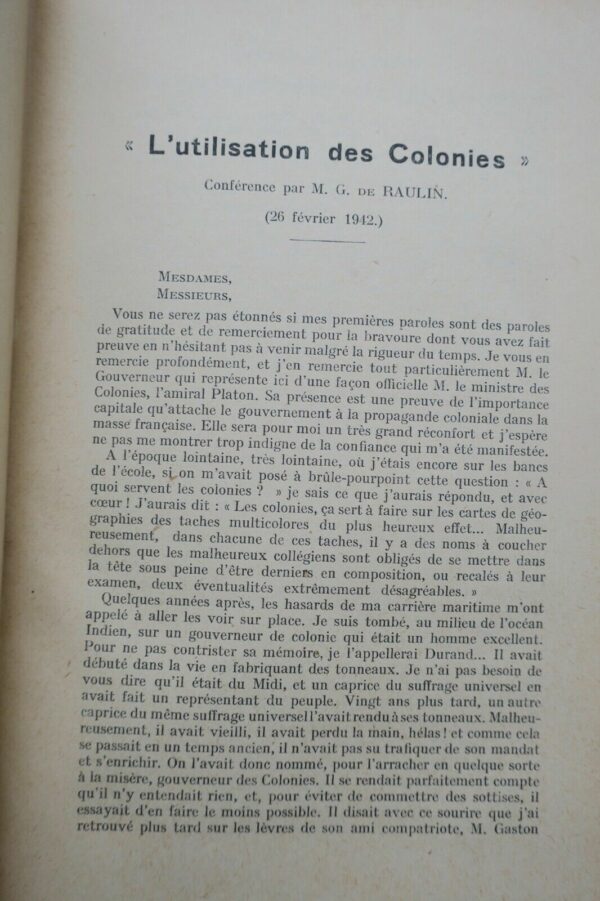 « L'utilisation des Colonies »
Conférence par M. G. DE RAULIN.
(26 février 1942.)
MESDAMES,
MESSIEURS,
Vous ne serez pas étonnés si mes premières paroles sont des paroles
de gratitude et de remerciement pour la bravoure dont vous avez fait
preuve en n'hésitant pas à venir malgré la rigueur du temps. Je vous en
remercie profondément, et j'en remercie tout particulièrement M. le
Gouverneur qui représente ici d'une façon officielle M. le ministre des
Colonies, l'amiral Platon. Sa présence est une preuve de l'importance
capitale qu'attache le gouvernement à la propagande coloniale dans la
masse française. Elle sera pour moi un très grand réconfort et j'espère
ne pas me montrer trop indigne de la confiance qui m'a été manifestée.
A l'époque lointaine, très lointaine, où j'étais encore sur les bancs
de l'école, si on m'avait posé à brûle-pourpoint cette question : « A
quoi servent les colonies ? » je sais ce que j'aurais répondu, et avec
cœur ! J'aurais dit : « Les colonies, ça sert à faire sur les cartes de géo-
graphies des taches multicolores du plus heureux effet... Malheu-
reusement, dans chacune de ces taches, il y a des noms à coucher
dehors que les malheureux collégiens sont obligés de se mettre dans
la tête sous peine d'être derniers en composition, ou recalés à leur
examen, deux éventualités extrêmement désagréables. »
Quelques années après, les hasards de ma carrière maritime m'ont
appelé à aller les voir sur place. Je suis tombé, au milieu de l'océan
Indien, sur un gouverneur de colonie qui était un homme excellent.
Pour ne pas contrister sa mémoire, je l'appellerai Durand... Il avait
débuté dans la vie en fabriquant des tonneaux. Je n'ai pas besoin de
vous dire qu'il était du Midi, et un caprice du suffrage universel en
avait fait un représentant du peuple. Vingt ans plus tard, un autre
caprice du même suffrage universel l'avait rendu à ses tonneaux. Malheu-
reusement, il avait vieilli, il avait perdu la main, hélas! et comme cela
se passait en un temps ancien, il n'avait pas su trafiquer de son mandat
et s'enrichir. On l'avait donc nommé, pour l'arracher en quelque sorte
à la misère, gouverneur des Colonies. Il se rendait parfaitement compte
qu'il n'y entendait rien, et, pour éviter de commettre des sottises, il
essayait d'en faire le moins possible. Il disait avec ce sourire que j'ai
retrouvé plus tard sur les lèvres de son ami compatriote, M. Gaston